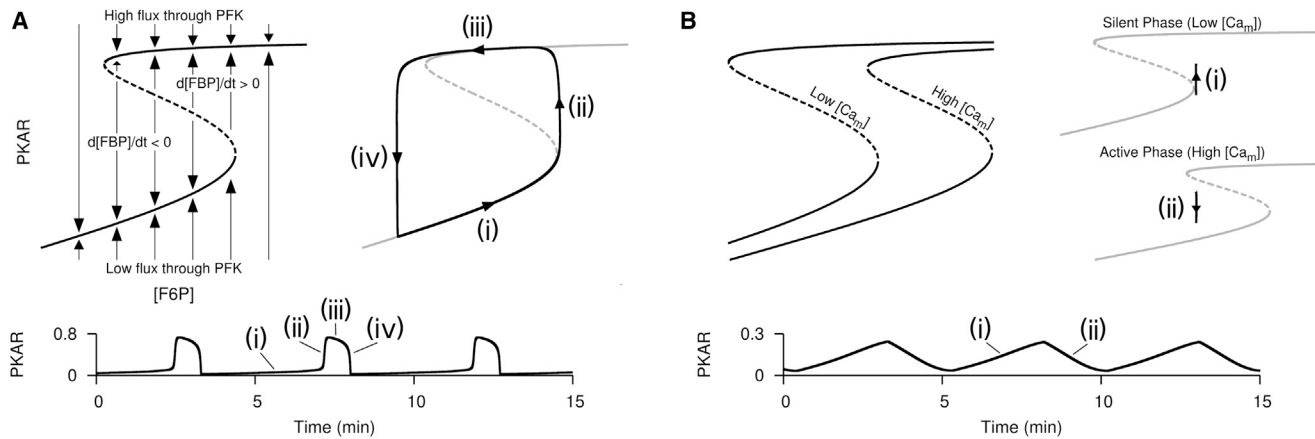 A
High flux through PFK
d[FBP]/dt > 0
d[FBP]/dt < 0
PKAR
Low flux through PFK
[F6P]
(iii)
(ii)
(iv)
(i)
0.8
0
PKAR
(i)
(ii)
(iii)
(iv)
0
5
10
15
Time (min)
B
Low [Cam]
High [Cam]
Silent Phase (Low [Cam])
(i)
Active Phase (High [Cam])
(ii)
0.3
0
PKAR
(i)
(ii)
0
5
10
15
Time (min)